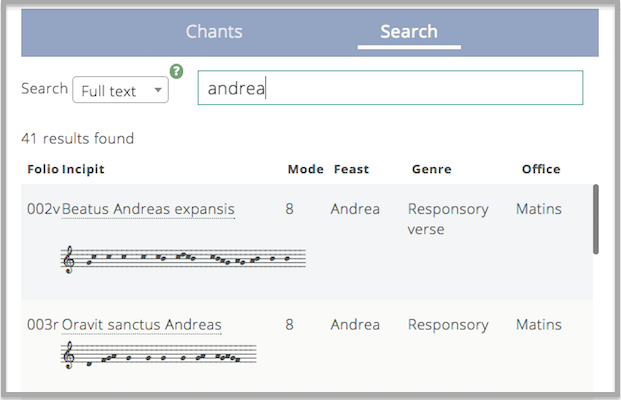 Chants Search
Search Full text ? andrea
41 results found
Folio Incipit Mode Feast Genre Office
002v Beatus Andreas expansis 8 Andrea Responsory Matins
verse
003r Oravit sanctus Andreas 8 Andrea Responsory Matins